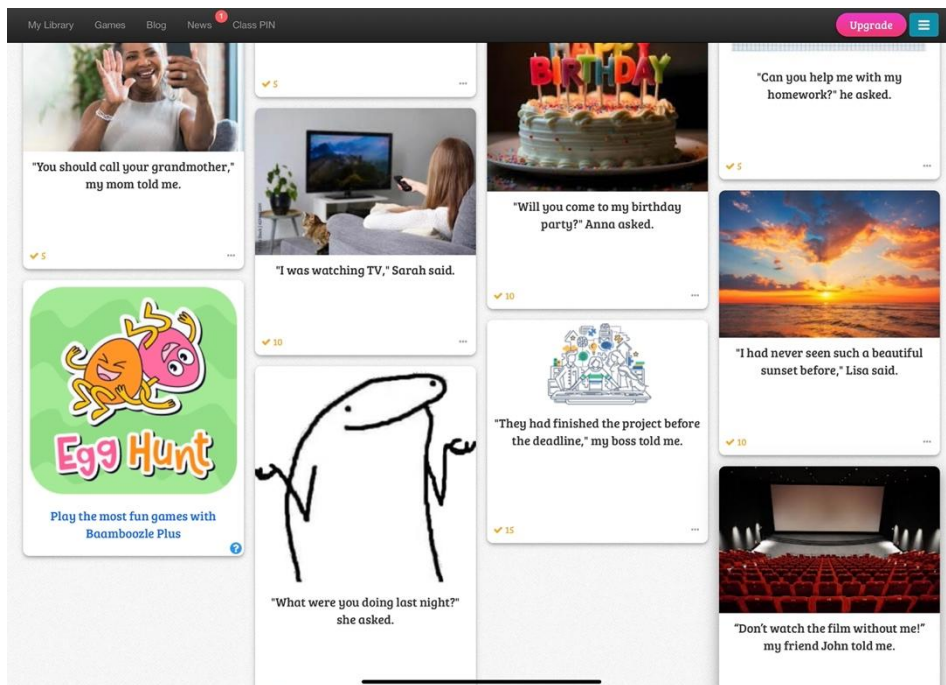 My Library Games Blog News 1 Class PIN Upgrade
"You should call your grandmother,"
my mom told me.
5
Egg Hunt
Play the most fun games with
Baamboozle Plus
?
5
"I was watching TV," Sarah said.
10
"What were you doing last night?"
she asked.
BIRTHDAY
"Will you come to my birthday
party?" Anna asked.
10
"They had finished the project before
the deadline," my boss told me.
15
"Can you help me with my
homework?" he asked.
5
"I had never seen such a beautiful
sunset before," Lisa said.
10
“Don’t watch the film without me!”
my friend John told me.